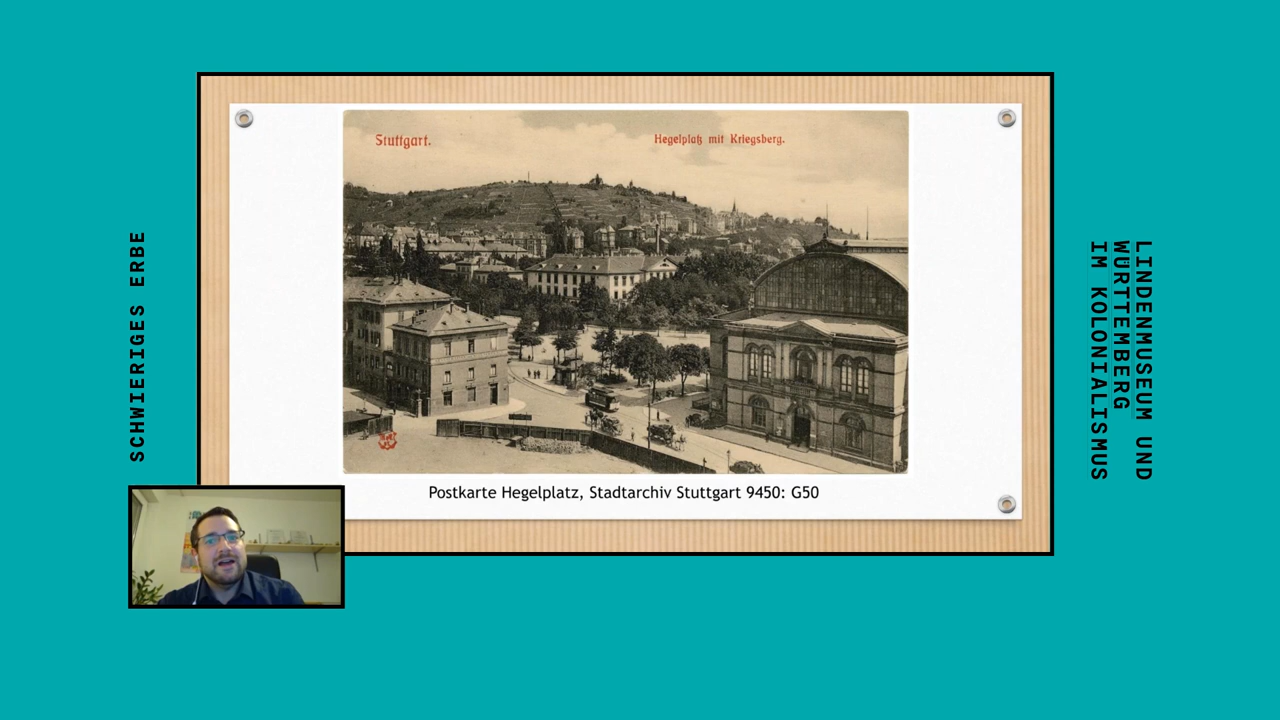 SCHWIERIGES ERBE
Stuttgart.
Hegelplatz mit Kriegsberg.
Postkarte Hegelplatz, Stadtarchiv Stuttgart 9450: G50
LINDENMUSEUM UND
WÜRTTEMBERG
IM KOLONIALISMUS